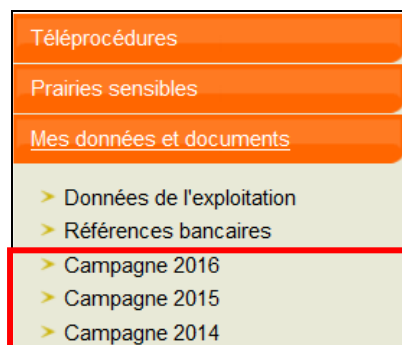 Téléprocédures
Prairies sensibles
Mes données et documents
Données de l'exploitation
Références bancaires
Campagne 2016
Campagne 2015
Campagne 2014